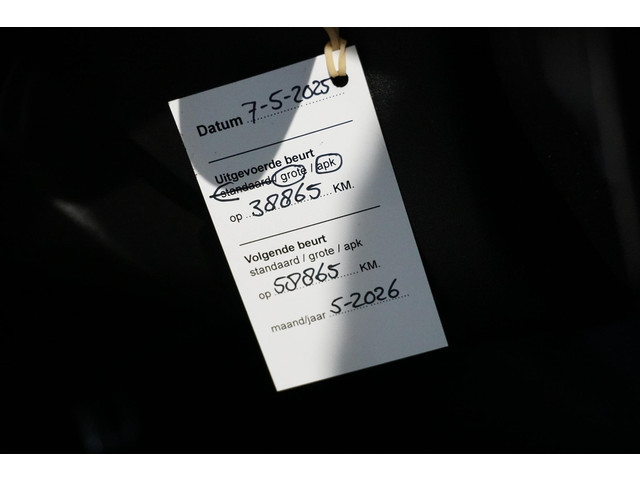 Datum 7-5-2025
Uitgevoerde beurt
standaard / grote / apk
op 38865 KM.
Volgende beurt
standaard / grote / apk
op 58865 KM.
maand/jaar 5-2026